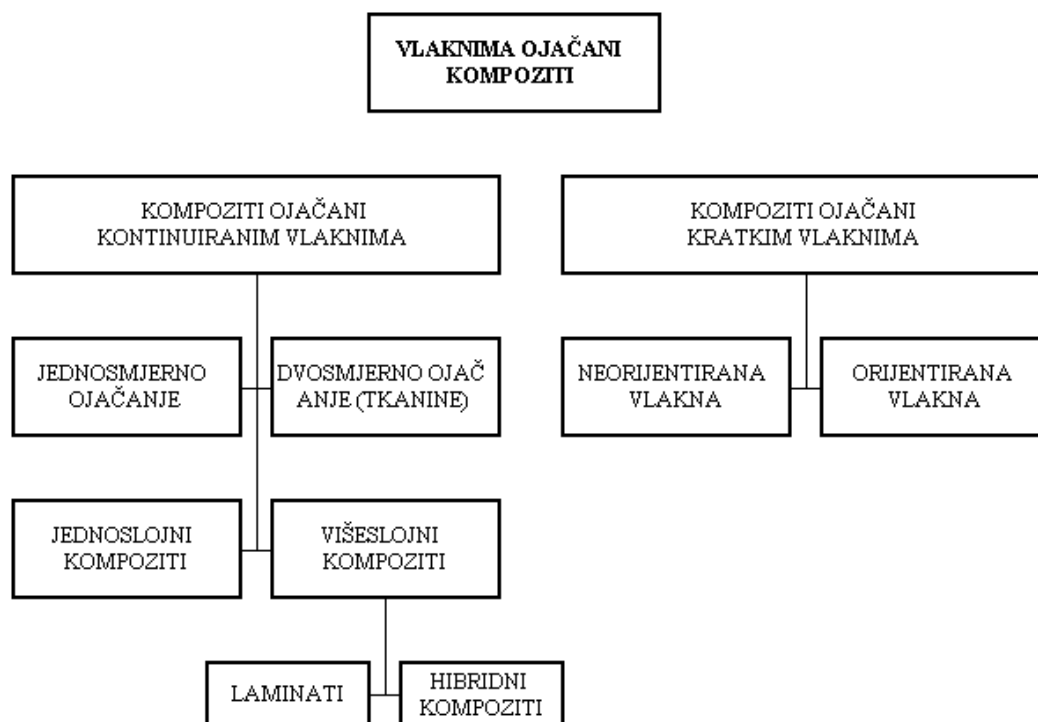 VLAKNIMA OJAČANI
KOMPOZITI
KOMPOZITI OJAČANI
KONTINUIRANIM VLAKNIMA
KOMPOZITI OJAČANI
KRATKIM VLAKNIMA
JEDNOSMJERNO
OJAČANJE
DVOSMJERNO OJAČ
ANJE (TKANINE)
NEORIJENTIRANA
VLAKNA
ORIJENTIRANA
VLAKNA
JEDNOSLOJNI
KOMPOZITI
VIŠESLOJNI
KOMPOZITI
LAMINATI
HIBRIDNI
KOMPOZITI